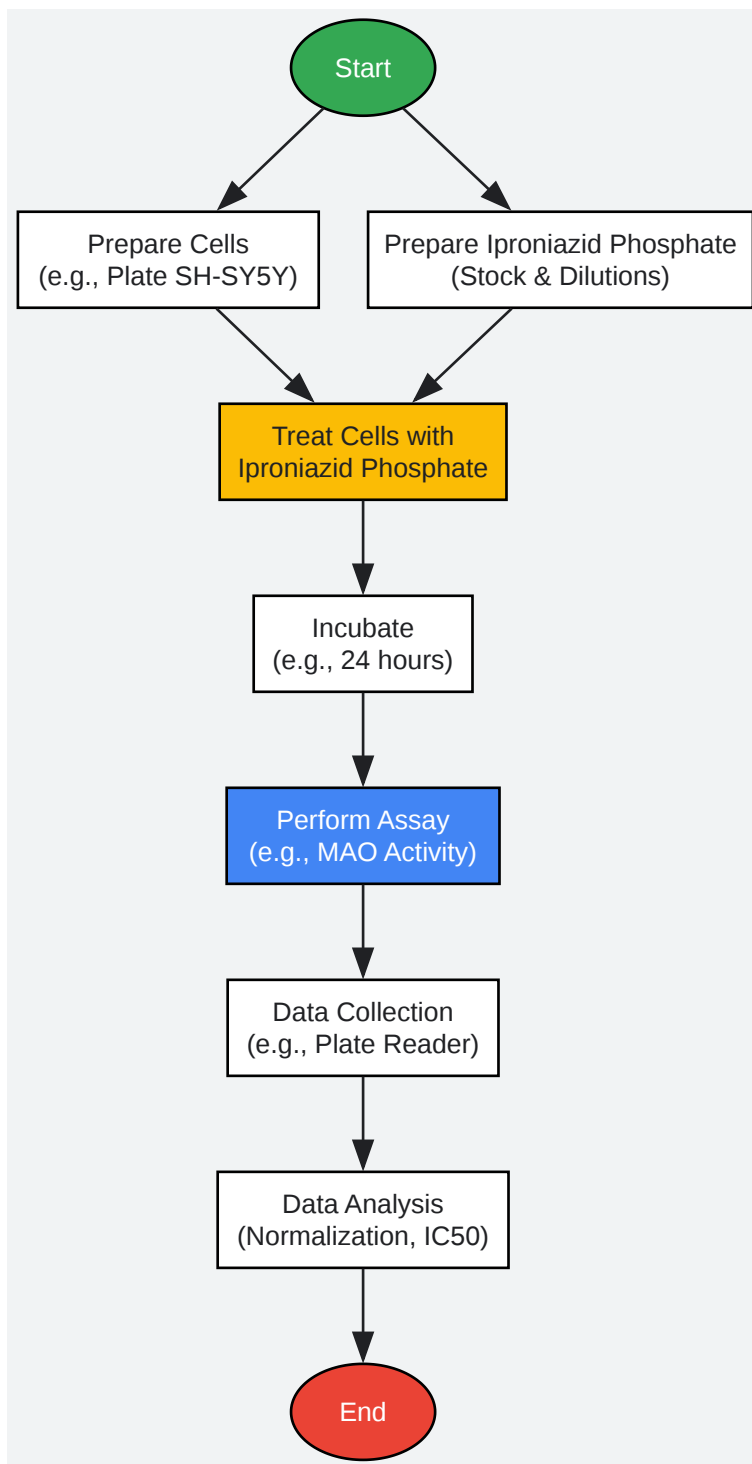 Start
Prepare Cells
(e.g., Plate SH-SY5Y)
Prepare Iproniazid Phosphate
(Stock & Dilutions)
Treat Cells with
Iproniazid Phosphate
Incubate
(e.g., 24 hours)
Perform Assay
(e.g., MAO Activity)
Data Collection
(e.g., Plate Reader)
Data Analysis
(Normalization, IC50)
End